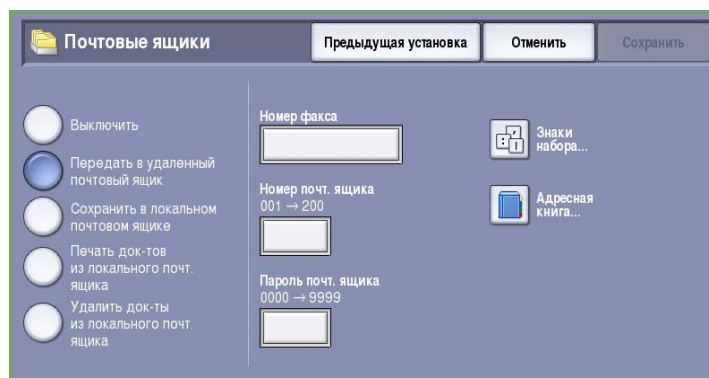 Почтовые ящики
Предыдущая установка
Отменить
Сохранить
Выключить
Передать в удаленный
почтовый ящик
Сохранить в локальном
почтовом ящике
Печать док-тов
из локального почт.
ящика
Удалить док-ты
из локального почт.
ящика
Номер факса
Номер почт. ящика
001 → 200
Пароль почт. ящика
0000 → 9999
Знаки
набора...
Адресная
книга...